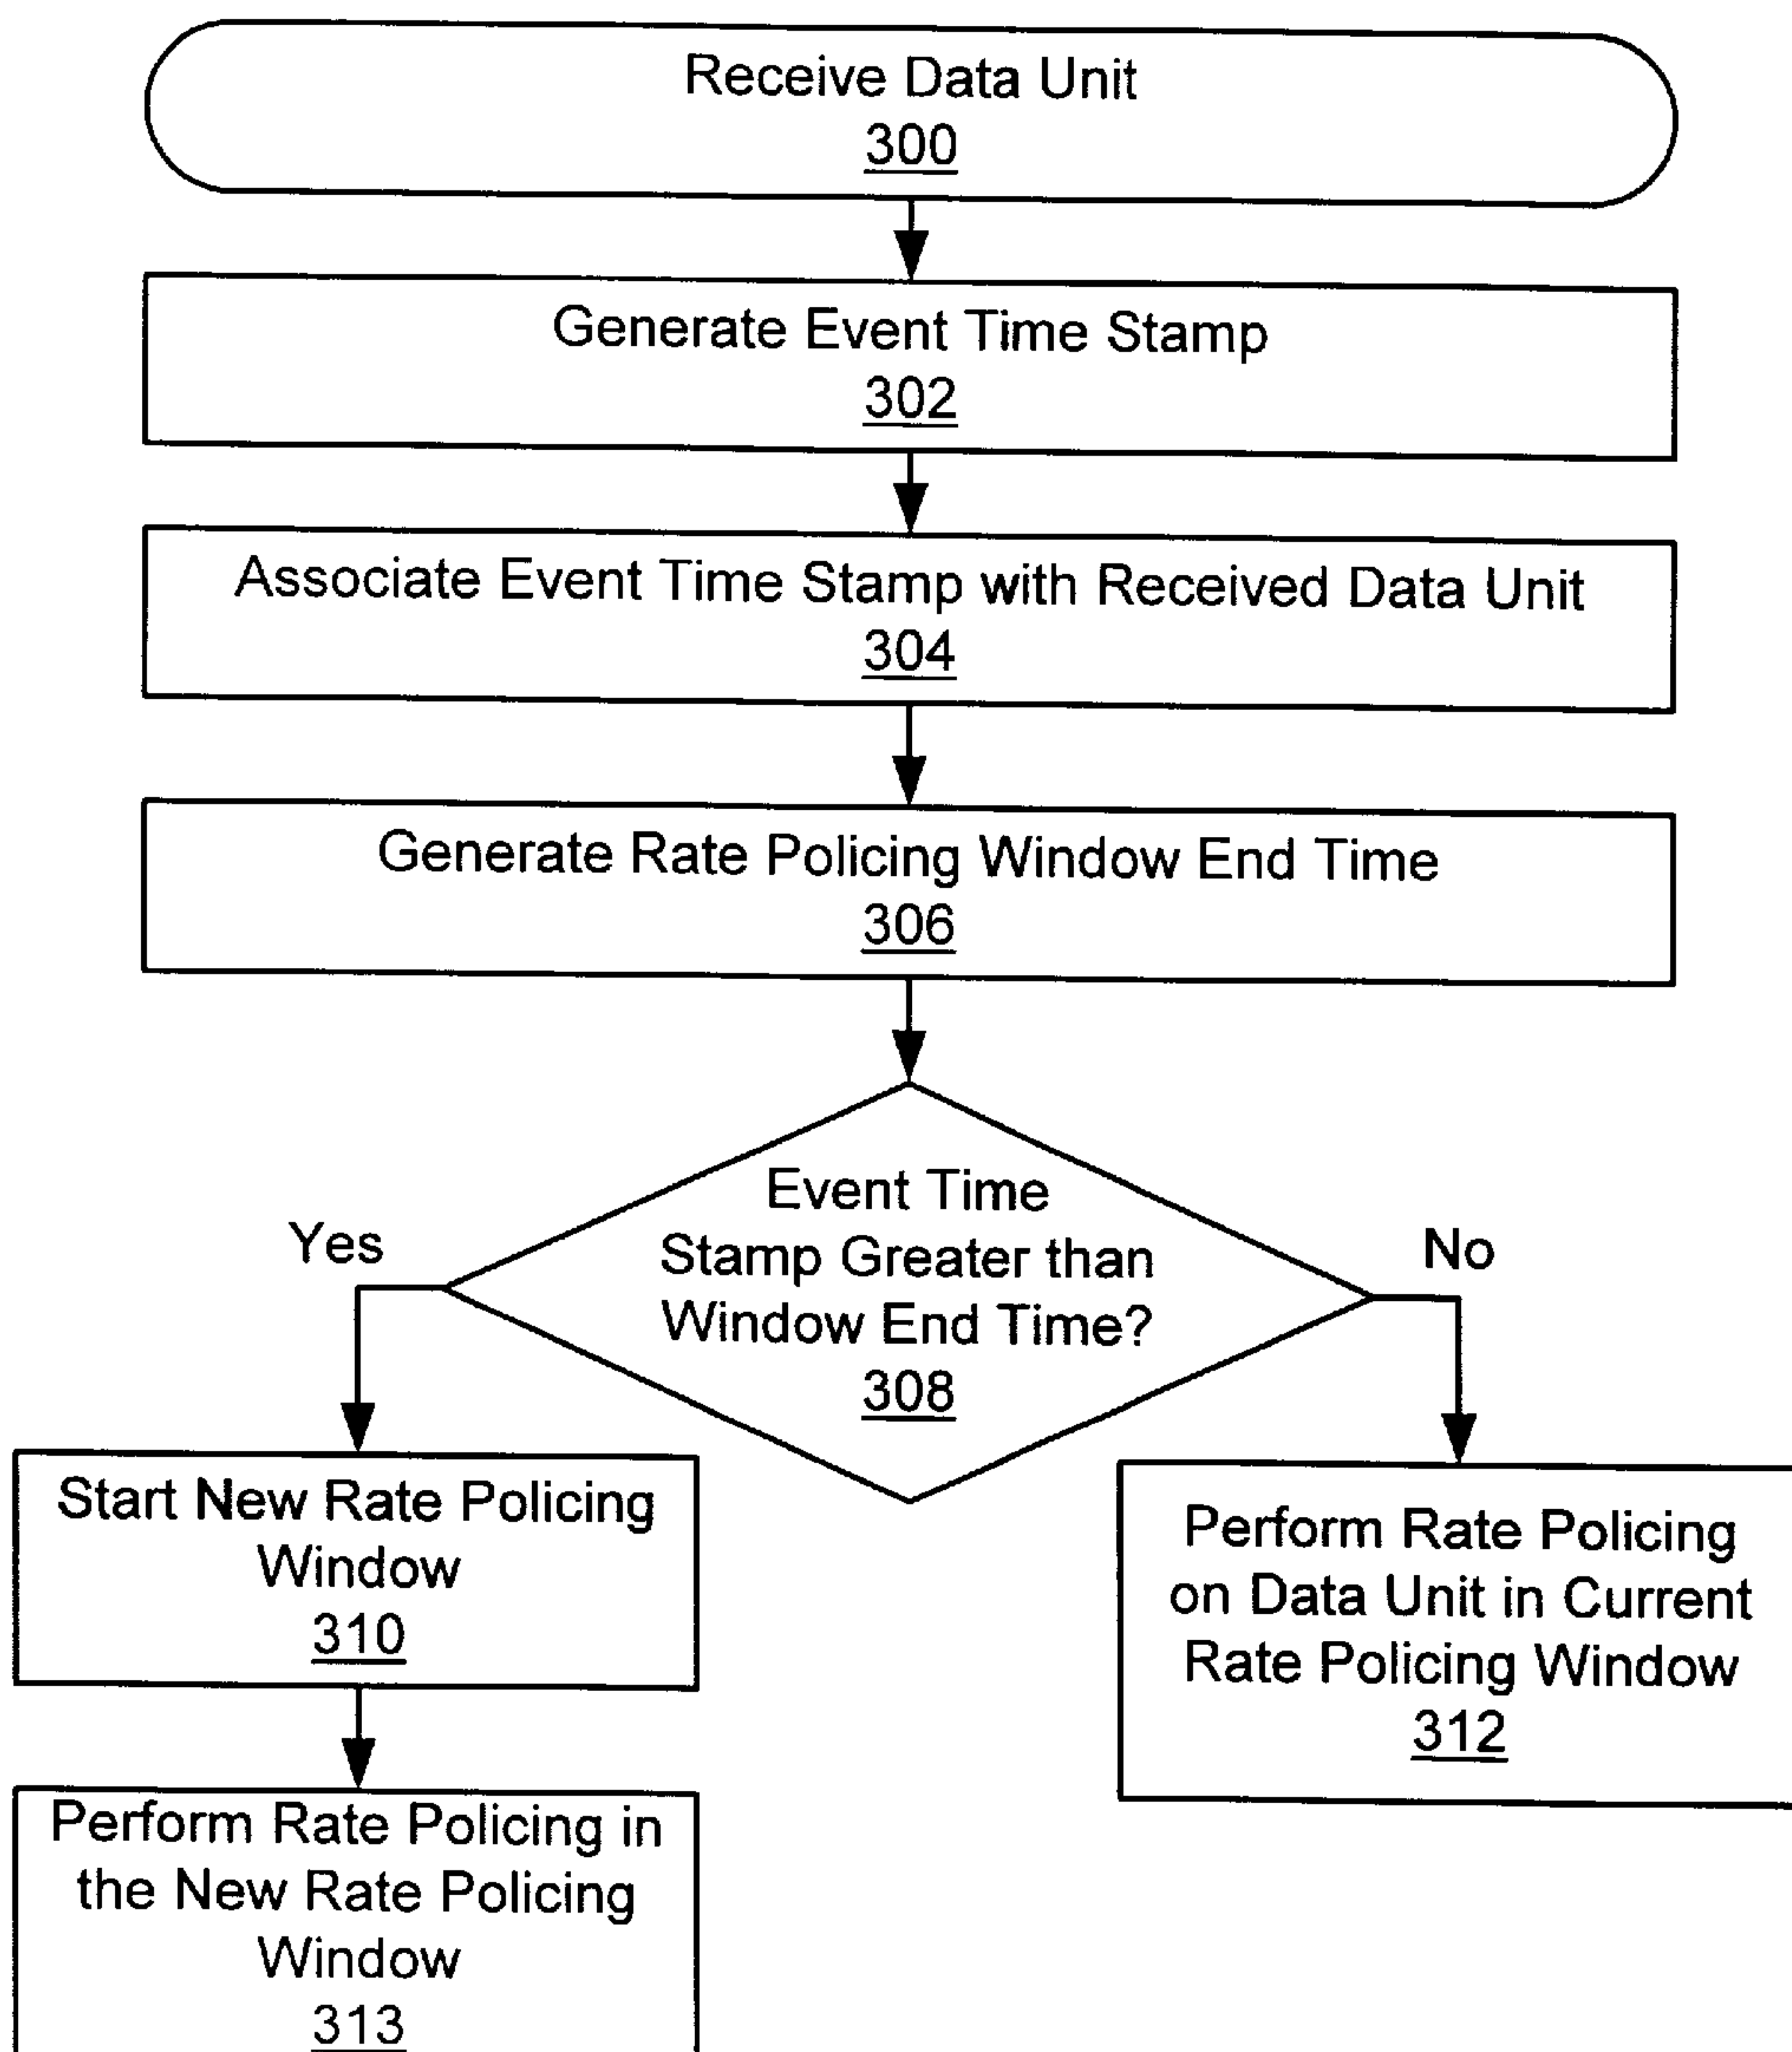 Receive Data Unit
300
Generate Event Time Stamp
302
Associate Event Time Stamp with Received Data Unit
304
Generate Rate Policing Window End Time
306
Event Time
Stamp Greater than
Window End Time?
308
Yes
No
Start New Rate Policing
Window
310
Perform Rate Policing
on Data Unit in Current
Rate Policing Window
312
Perform Rate Policing in
the New Rate Policing
Window
313